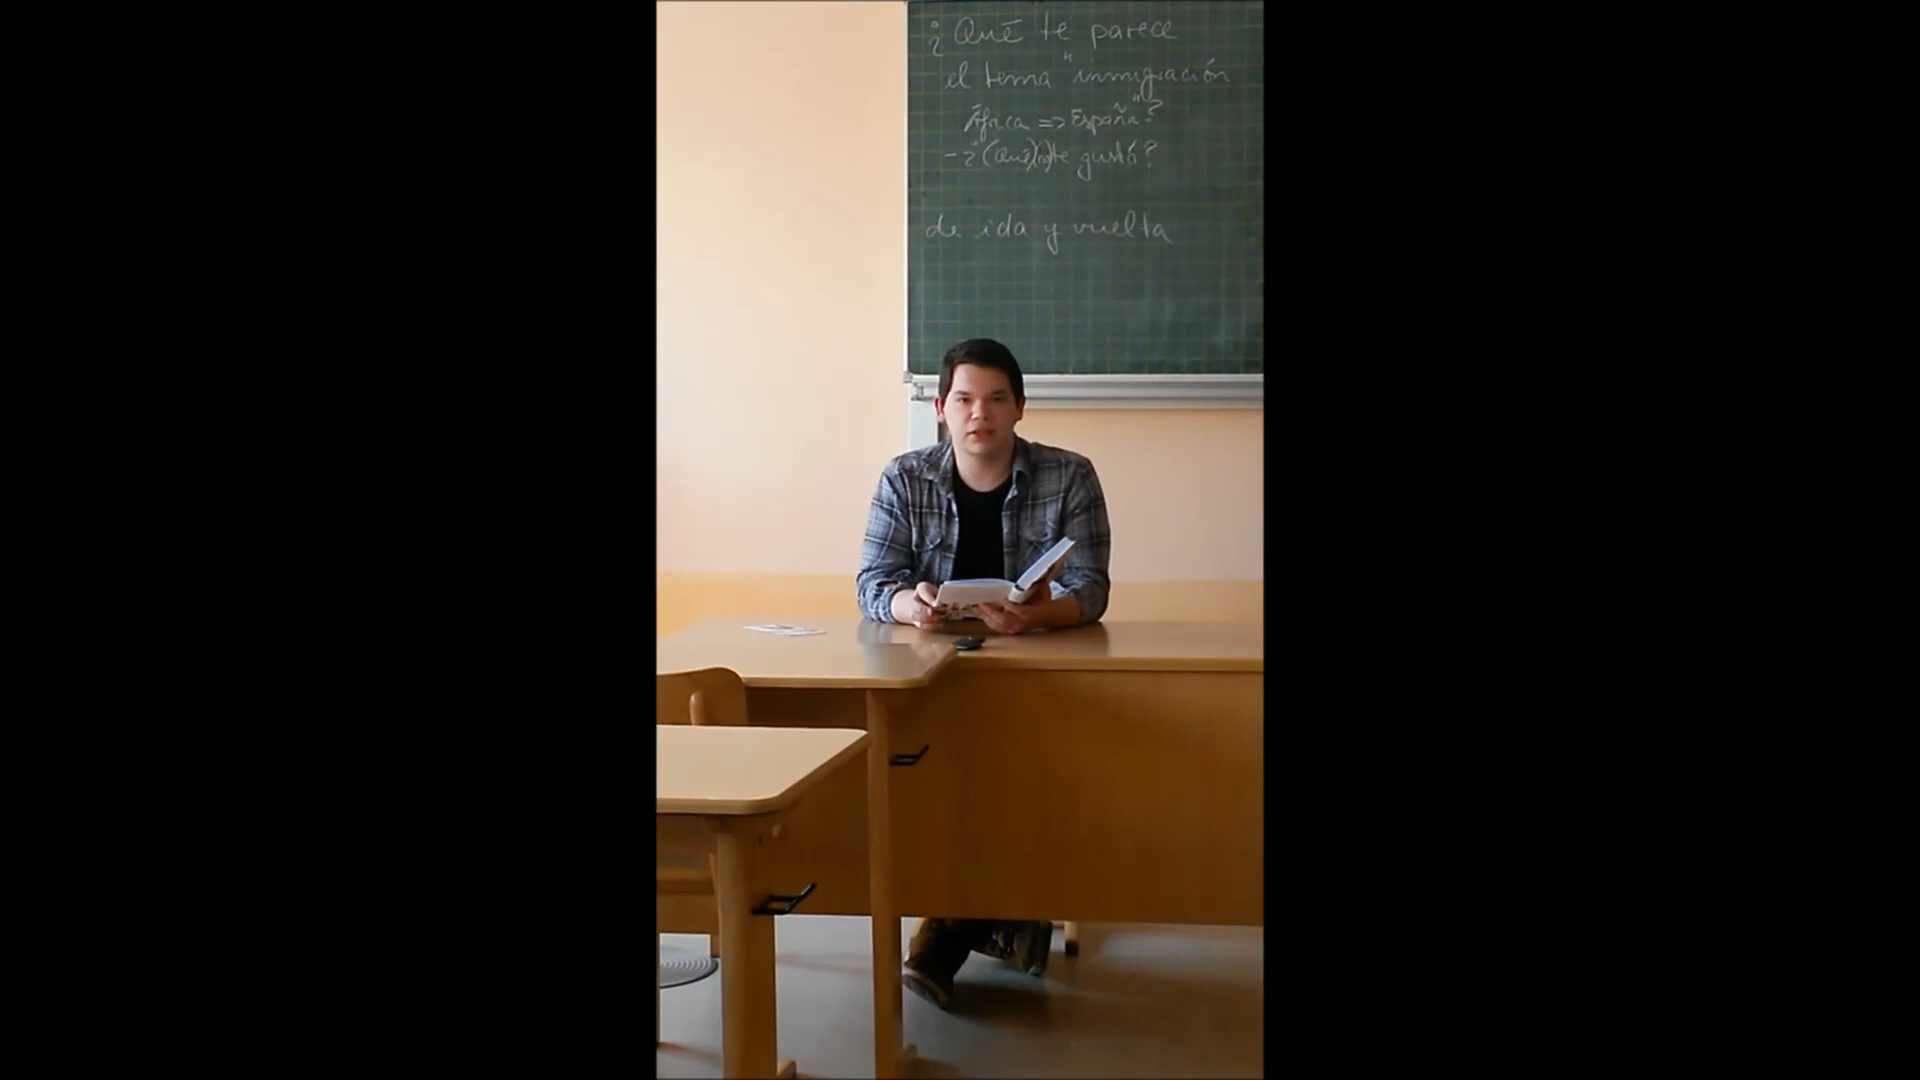 ¿Qué te parece
el tema "inmigración
África => España"?
- ¿(Qué)(no)te gustó?
de ida y vuelta